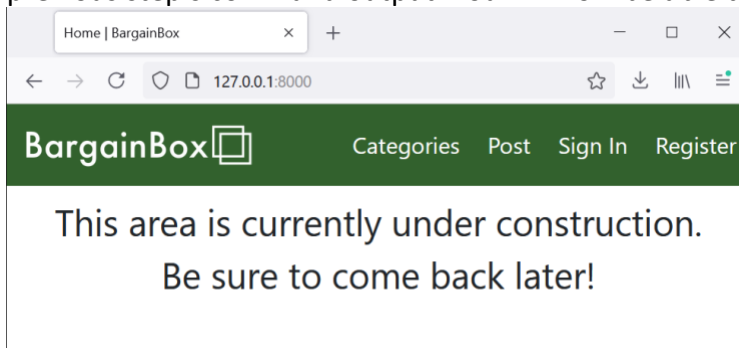 Home | BargainBox
127.0.0.1:8000
BargainBox
Categories Post Sign In Register
This area is currently under construction.
Be sure to come back later!